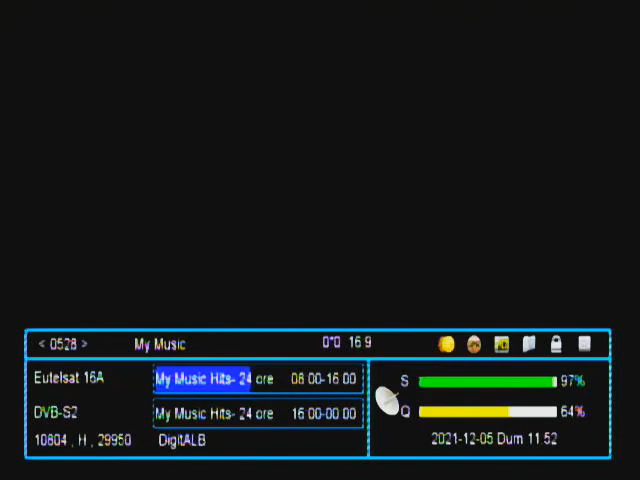 < 0528 > My Music 0*0 16 9
Eutelsat 16A My Music Hits- 24 ore 08 00-16 00 S 97%
DVB-S2 My Music Hits- 24 ore 16 00-00 00 Q 64%
10804 , H , 29950 DigitALB 2021-12-05 Dum 11 52